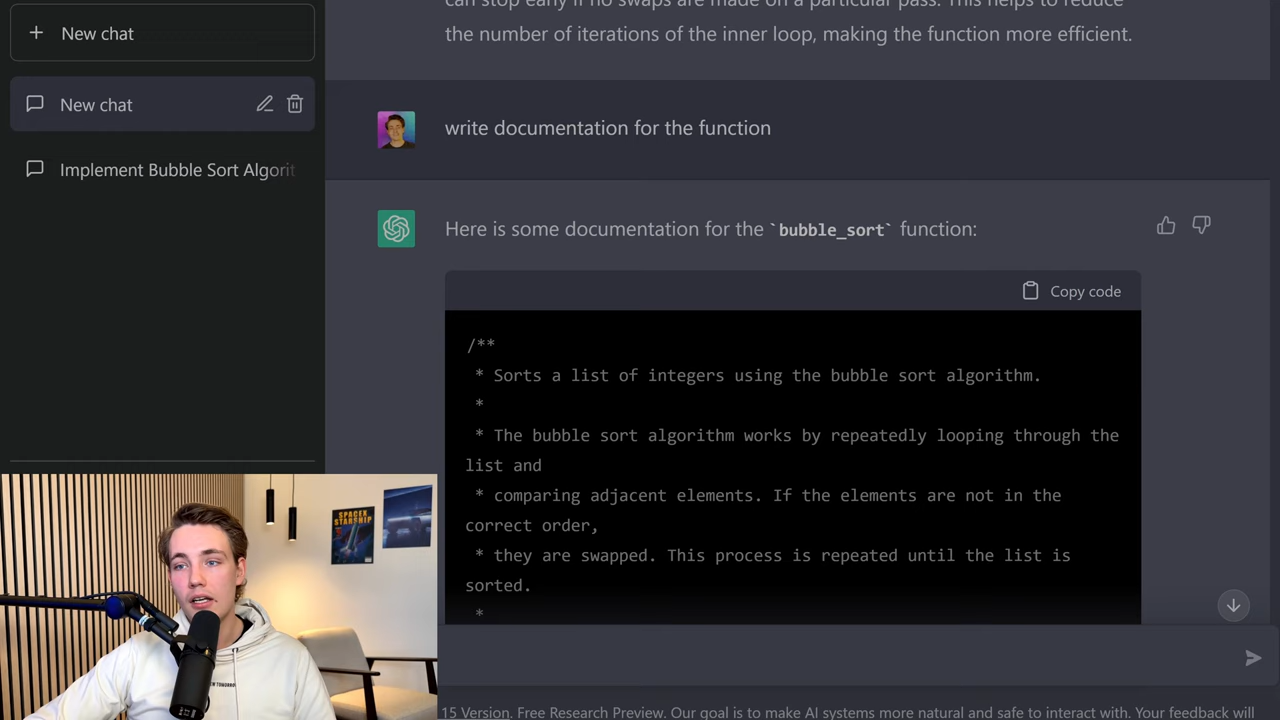 New chat
New chat
Implement Bubble Sort Algorit
can stop early if no swaps are made on a particular pass. This helps to reduce
the number of iterations of the inner loop, making the function more efficient.
write documentation for the function
Here is some documentation for the `bubble_sort` function:
Copy code
/**
* Sorts a list of integers using the bubble sort algorithm.
*
* The bubble sort algorithm works by repeatedly looping through the
list and
* comparing adjacent elements. If the elements are not in the
correct order,
* they are swapped. This process is repeated until the list is
sorted.
*
SPACEX
STARSHIP
15 Version. Free Research Preview. Our goal is to make AI systems more natural and safe to interact with. Your feedback will